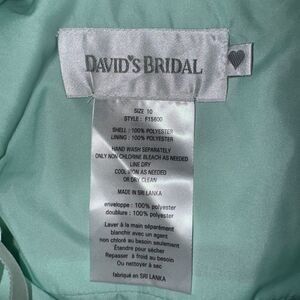 DAVID'S BRIDAL
SIZE 10
STYLE : F15600
SHELL : 100% POLYESTER
LINING : 100% POLYESTER
HAND WASH SEPARATELY
ONLY NON CHLORINE BLEACH AS NEEDED
LINE DRY
COOL IRON AS NEEDED
OR DRY CLEAN
MADE IN SRI LANKA
enveloppe : 100% polyester
doublure : 100% polyester
Laver à la main séparément
blanchir avec un agent
non chloré au besoin seulement
Étandre pour sécher
Repasser à froid au besoin
Ou nettoyer à sec
fabriqué en SRI LANKA